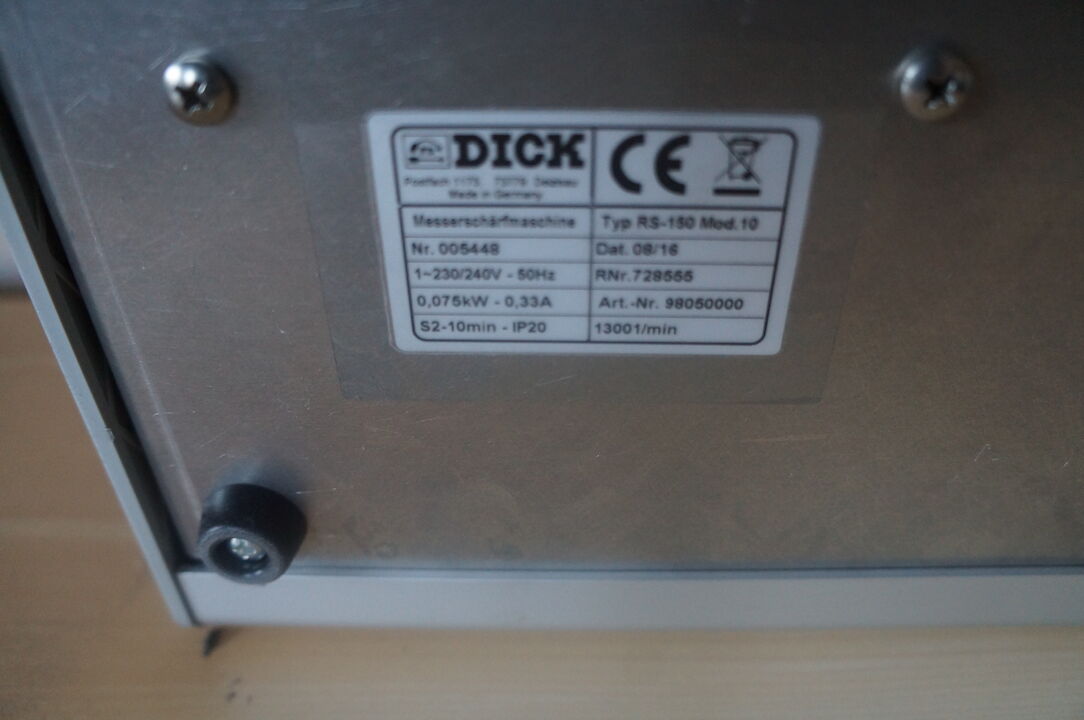 DICK
CE
Postfach 1173, 73779 Deizisau
Made in Germany
Messerschärfmaschine
Typ RS-150 Mod.10
Nr. 005448
Dat. 08/16
1~230/240V - 50Hz
RNr.728555
0,075kW - 0,33A
Art.-Nr. 98050000
S2-10min - IP20
13001/min